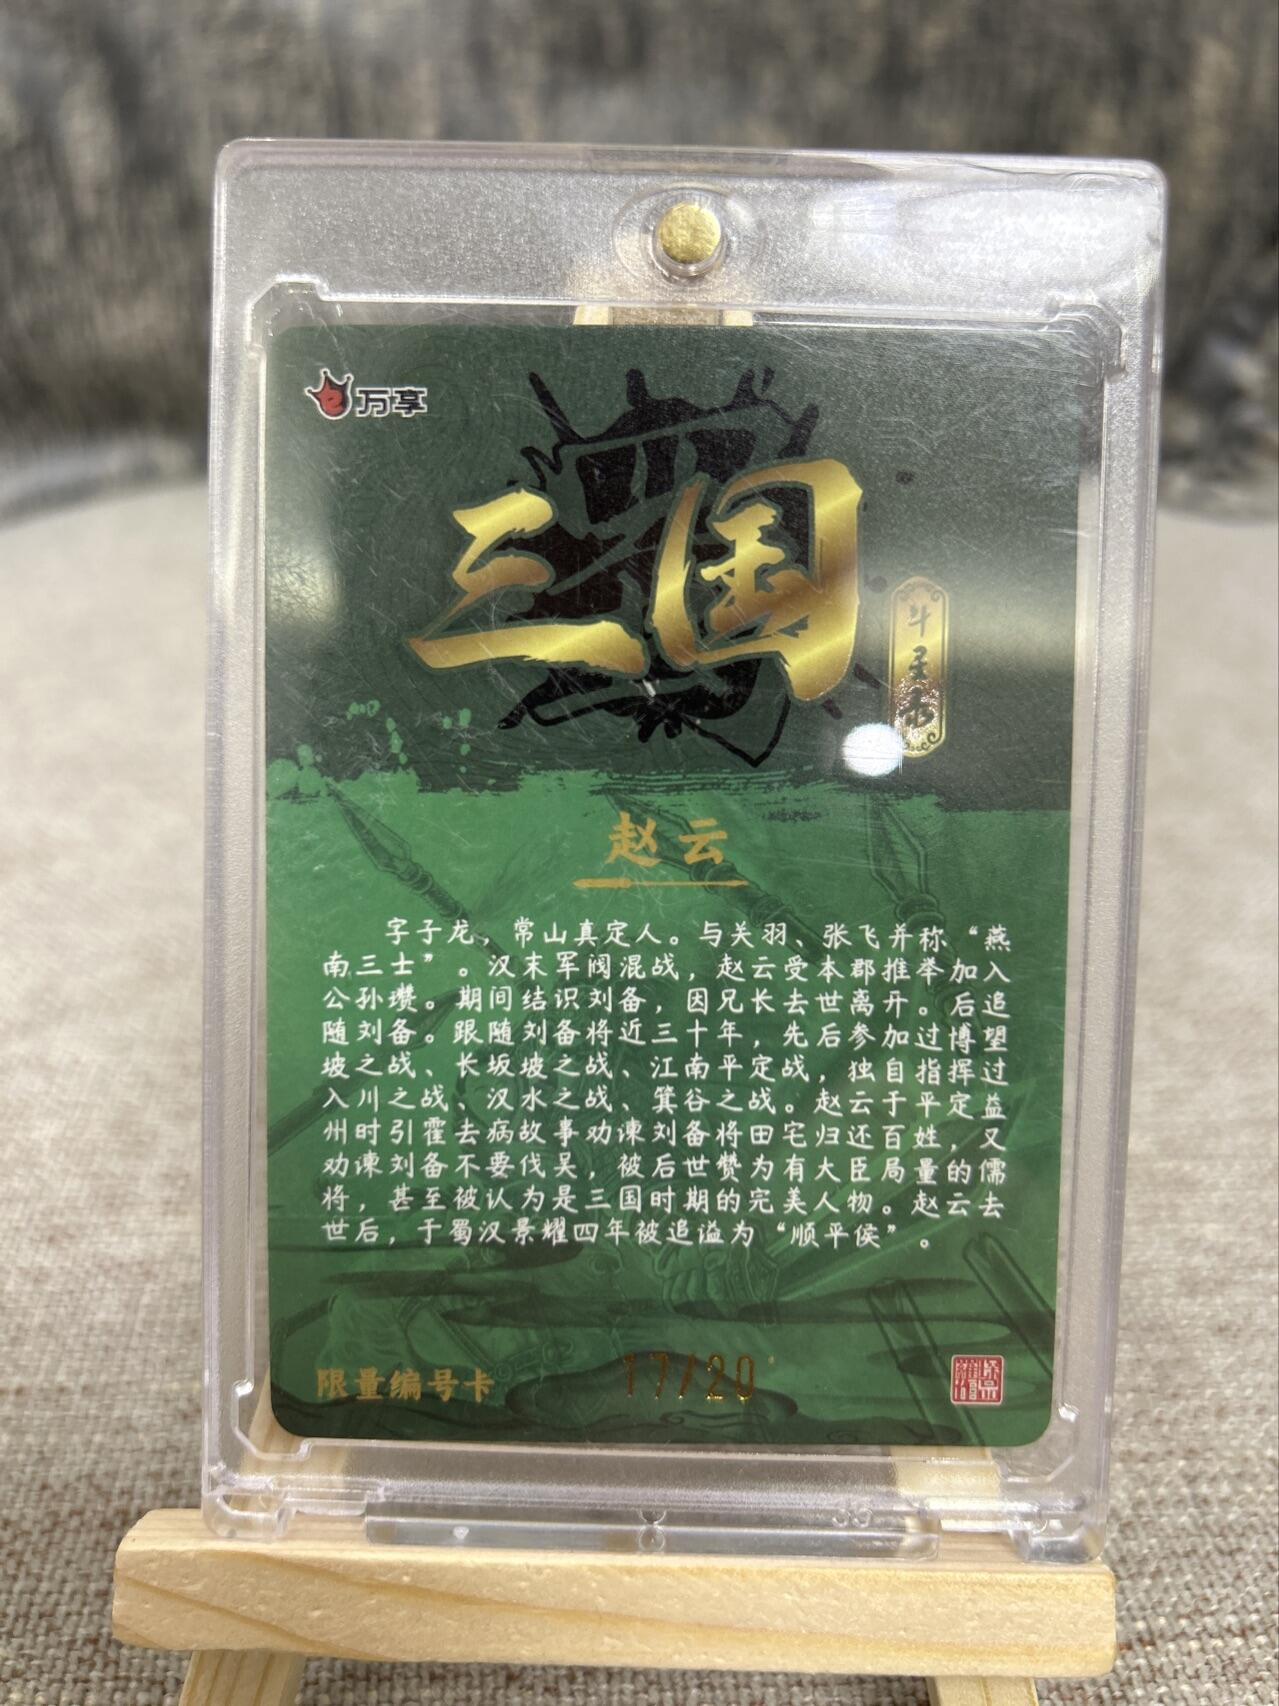 万享
三国
斗
赵云
字子龙，常山真定人。与关羽、张飞并称“燕
南三士”。汉末军阀混战，赵云受本郡推举加入
公孙瓒。期间结识刘备，因兄长去世离开。后追
随刘备。跟随刘备将近三十年，先后参加过博望
坡之战、长坂坡之战、江南平定战，独自指挥过
入川之战 汉水之战、箕谷之战。赵云于平定益
州时引霍去病故事劝谏刘备将田宅归还百姓，又
劝谏刘备不要伐吴，被后世赞为有大臣局量的儒
将，甚至被认为是三国时期的完美人物。赵云去
世后，于蜀汉景耀四年被追谥为“顺平侯”。
限量编号卡 17/20